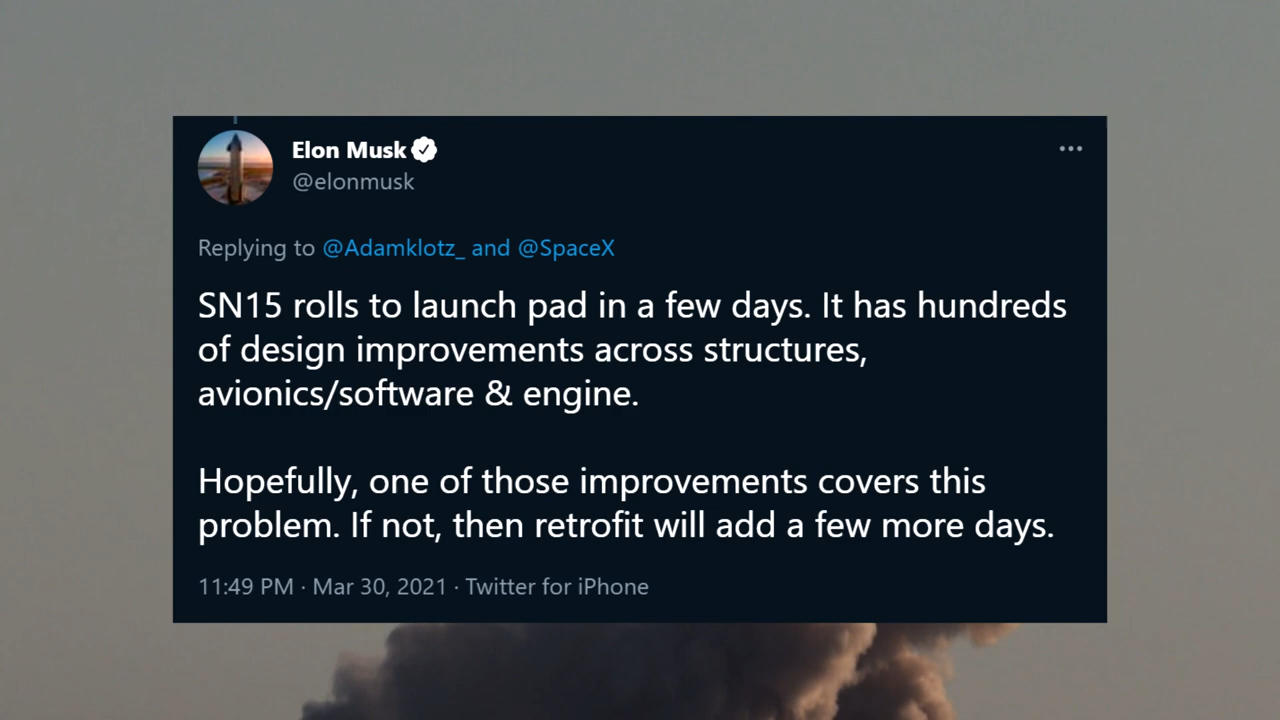 Elon Musk
@elonmusk
Replying to @Adamklotz_ and @SpaceX
SN15 rolls to launch pad in a few days. It has hundreds
of design improvements across structures,
avionics/software & engine.
Hopefully, one of those improvements covers this
problem. If not, then retrofit will add a few more days.
11:49 PM · Mar 30, 2021 · Twitter for iPhone